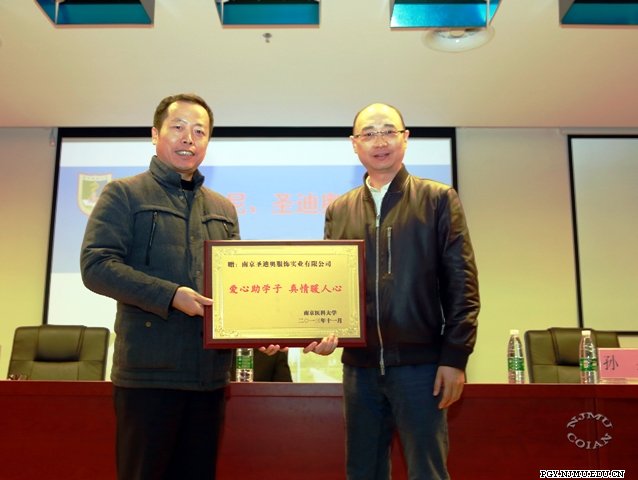 尼，圣迪奥
赠：南京圣迪奥服饰实业有限公司
爱心助学子 真情暖人心
南京医科大学
二〇一三年十一月
孙
NJMU
COIAN
PGY.NJMU.EDU.CN